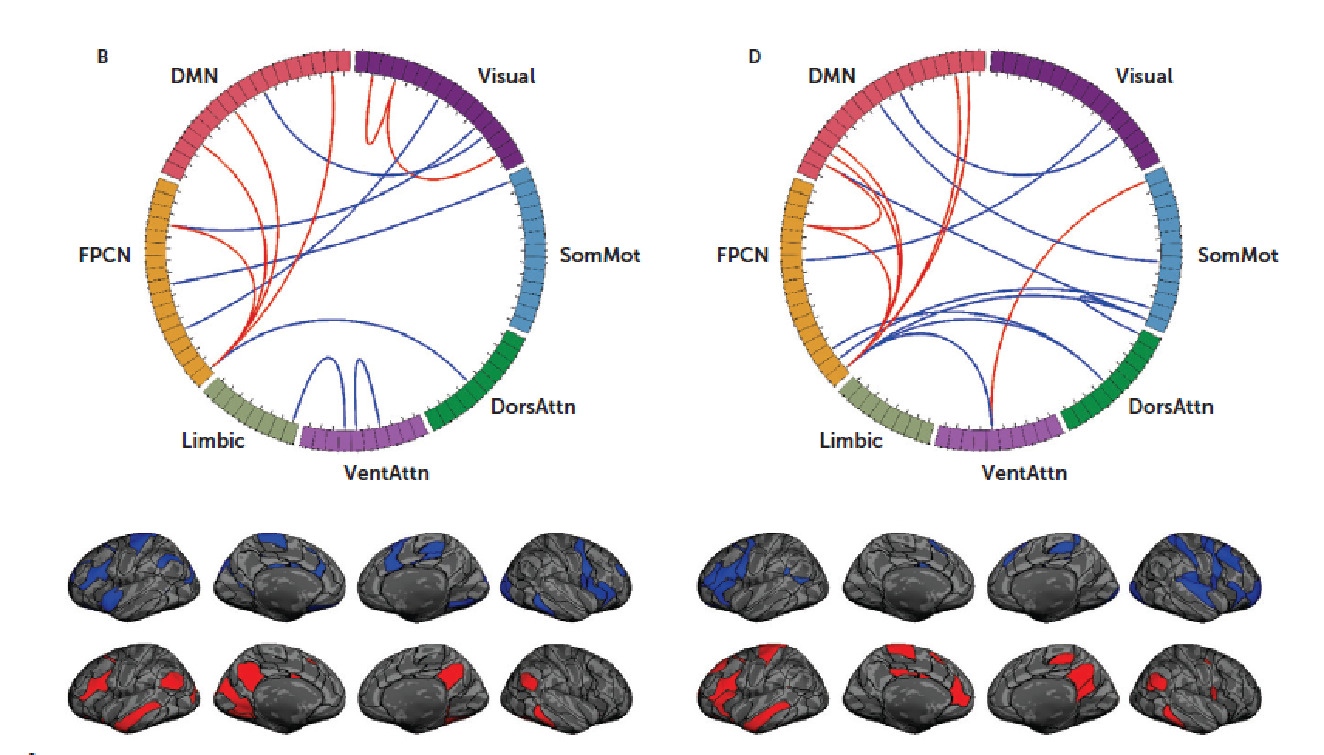 B
DMN
Visual
FPCN
SomMot
DorsAttn
Limbic
VentAttn
D
DMN
Visual
FPCN
SomMot
DorsAttn
Limbic
VentAttn